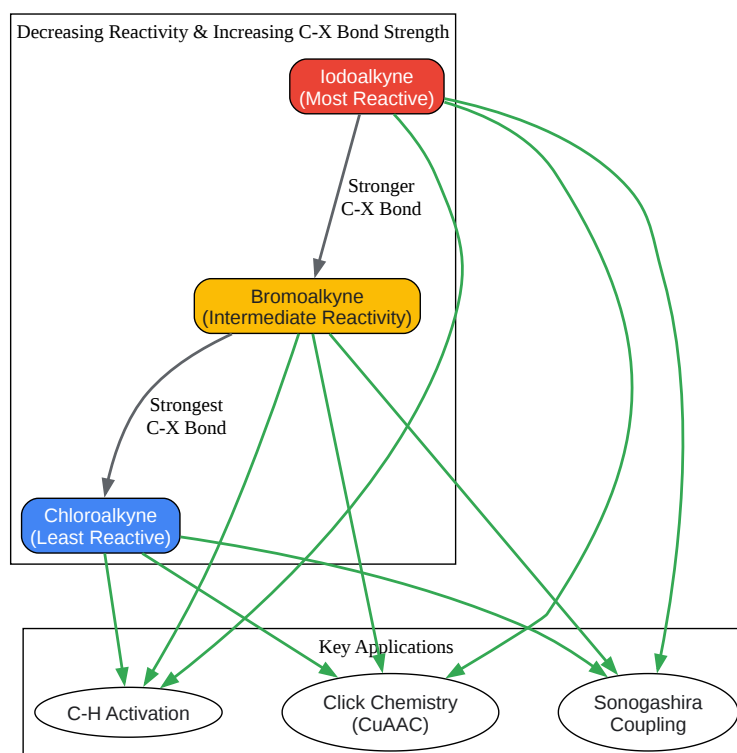 Decreasing Reactivity & Increasing C-X Bond Strength
Iodoalkyne
(Most Reactive)
Stronger
C-X Bond
Bromoalkyne
(Intermediate Reactivity)
Strongest
C-X Bond
Chloroalkyne
(Least Reactive)
Key Applications
C-H Activation
Click Chemistry
(CuAAC)
Sonogashira
Coupling